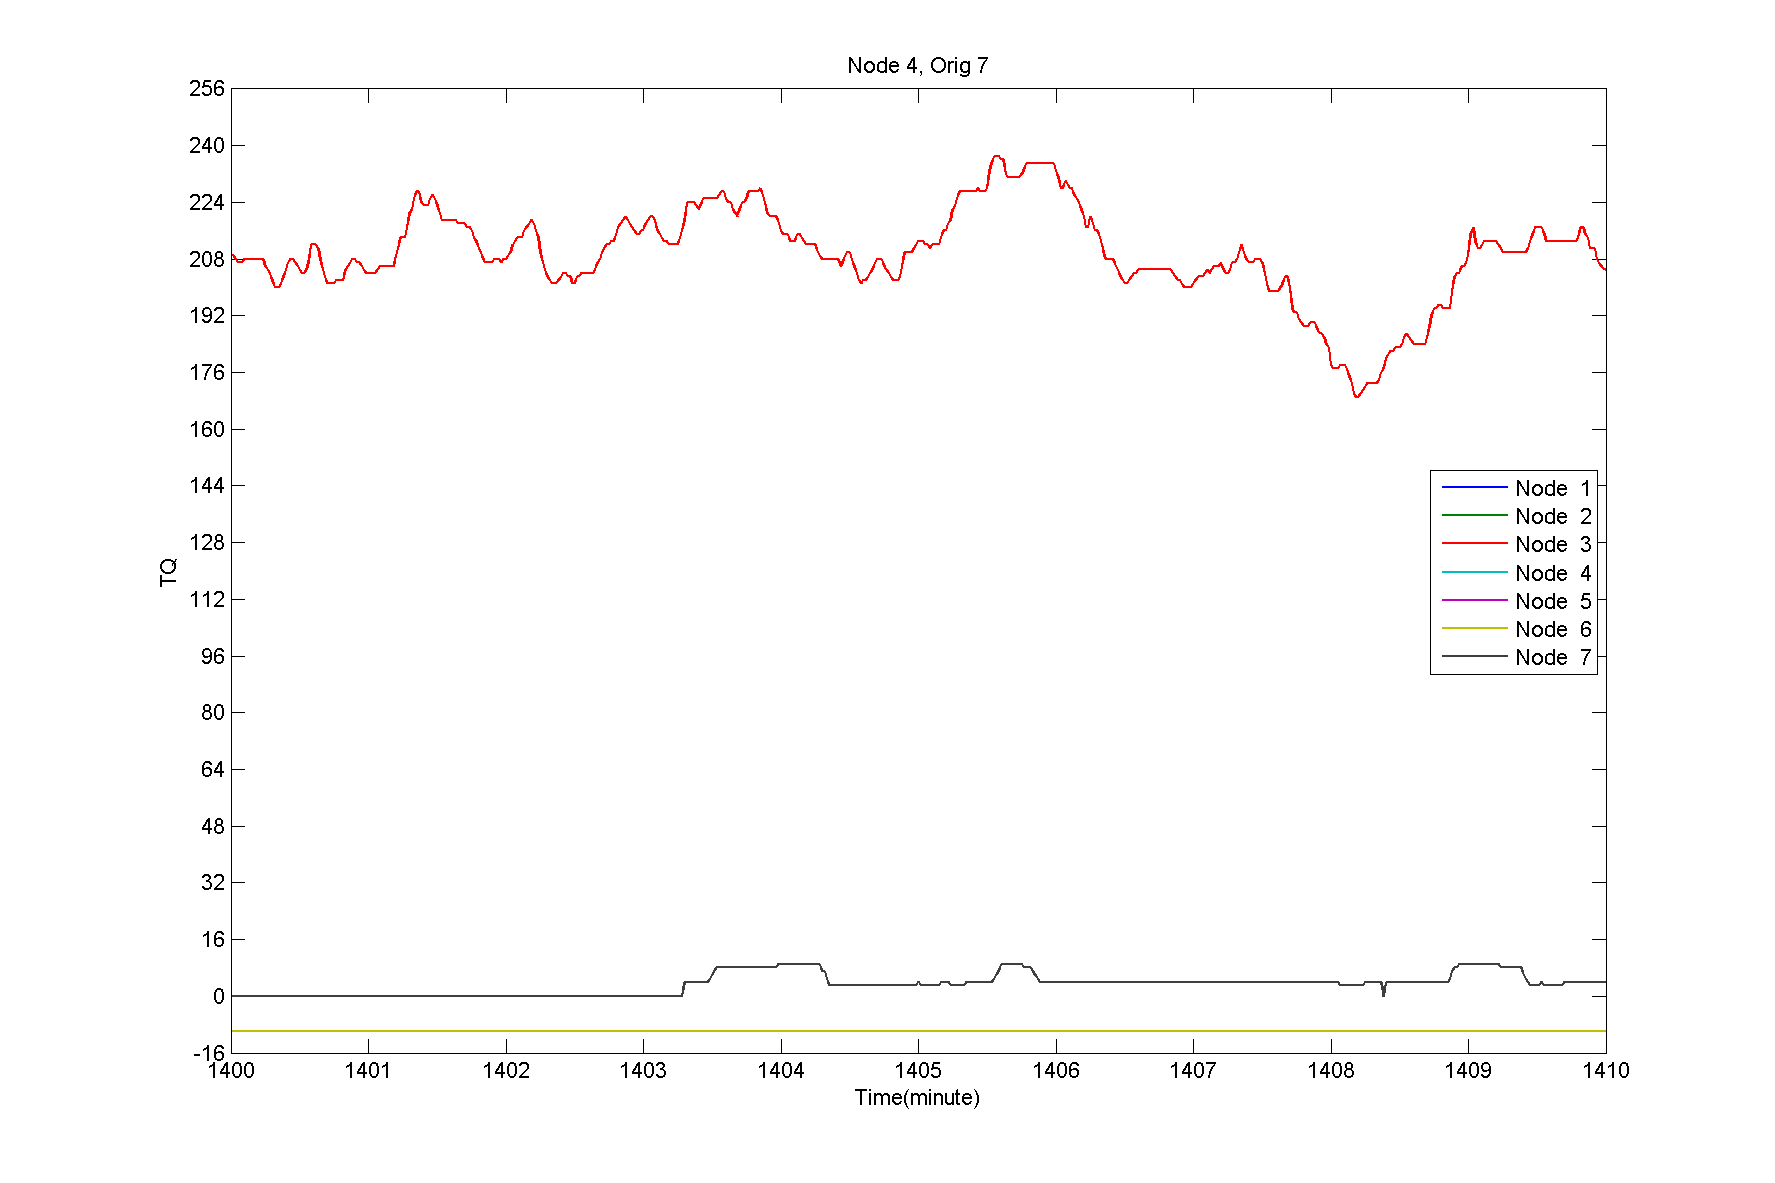 Node 4, Orig 7
256
240
224
208
192
176
160
144
128
112
96
80
64
48
32
16
0
-16
TQ
Node 1
Node 2
Node 3
Node 4
Node 5
Node 6
Node 7
1400 1401 1402 1403 1404 1405 1406 1407 1408 1409 1410
Time(minute)